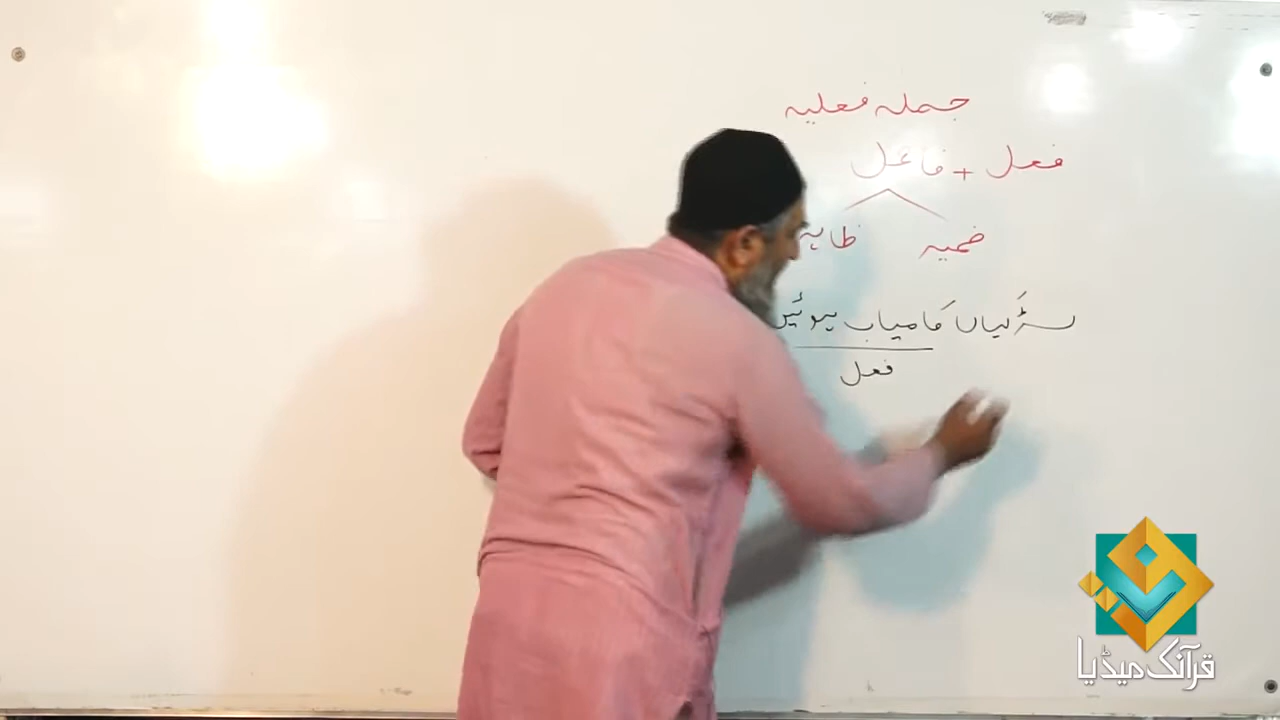 جملہ فعلیہ
فعل + فاعل
ضمیر ظاہر
لڑکیاں کامیاب ہوئیں
فعل
قرآنک میڈیا